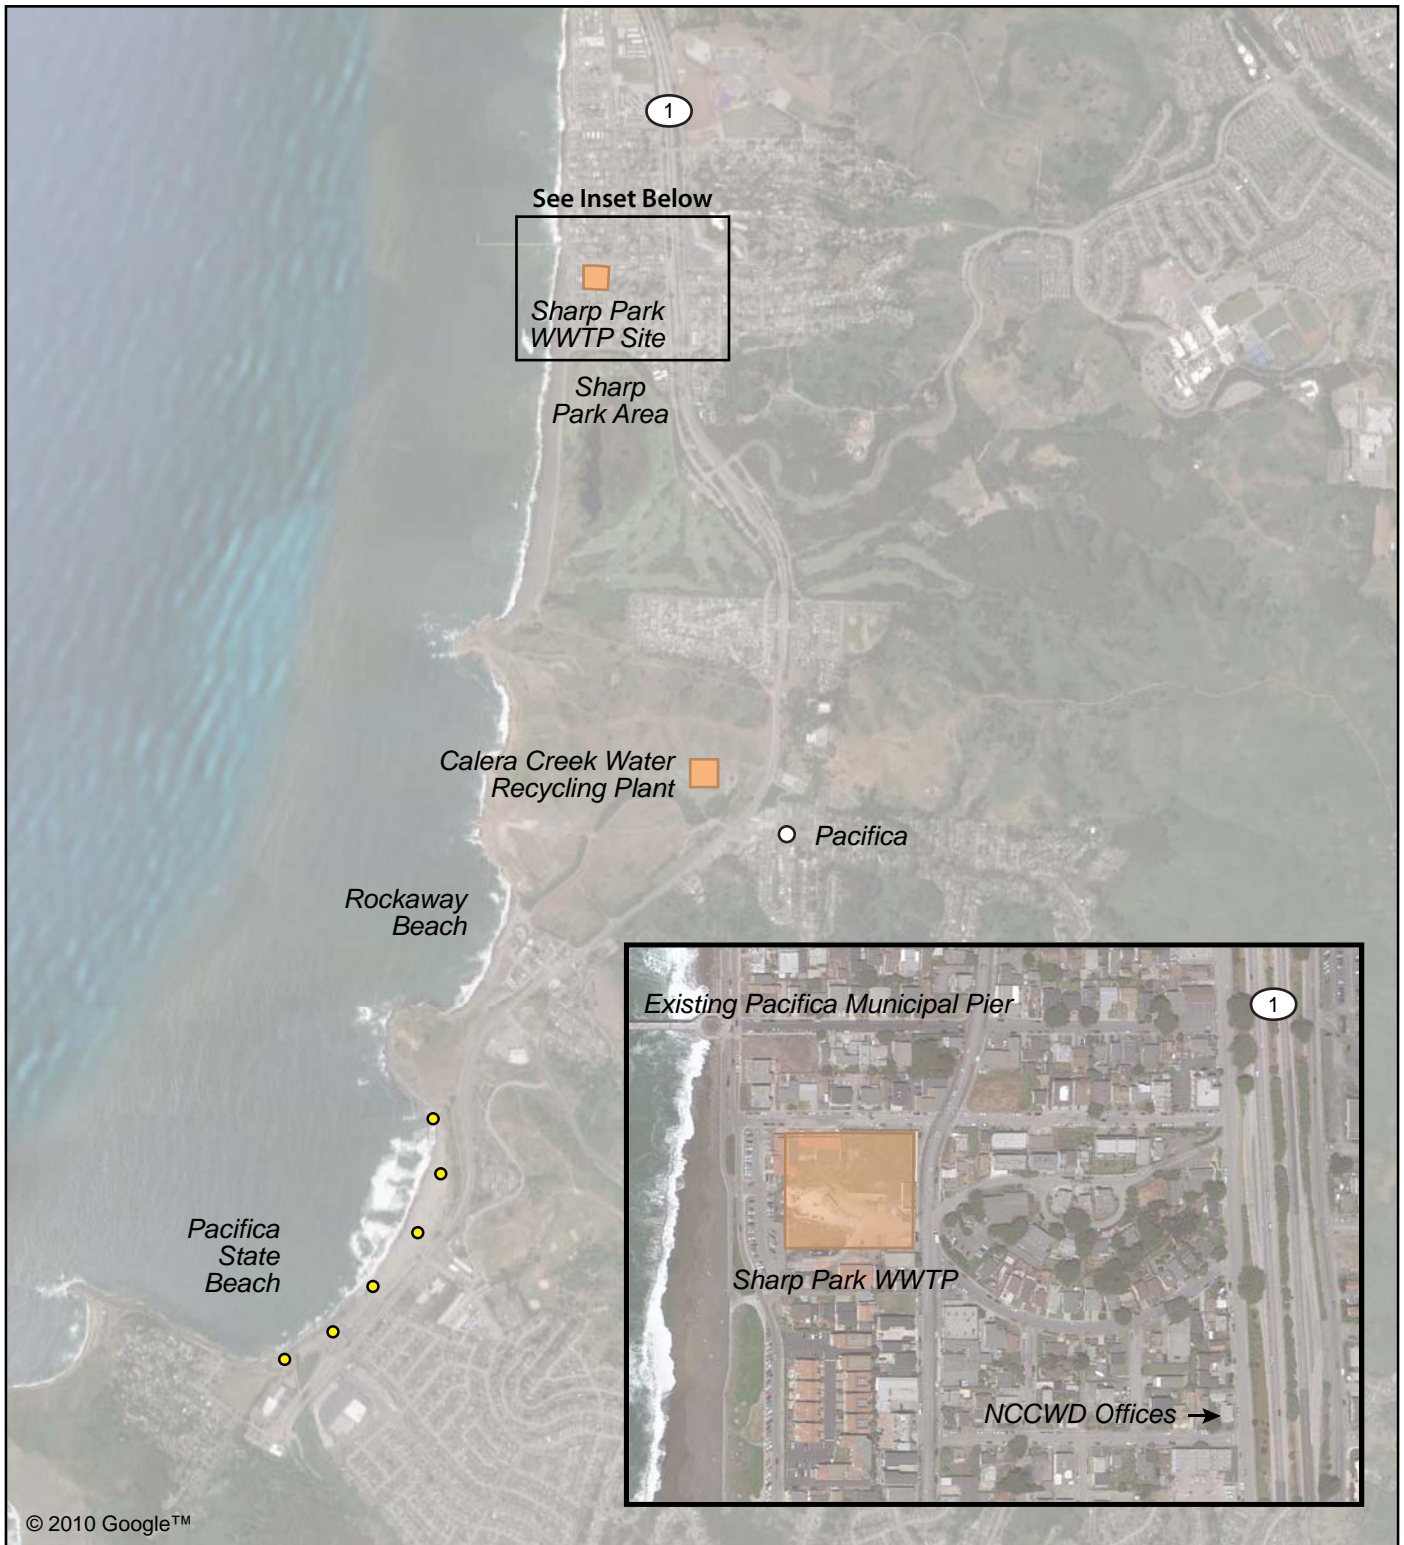 1
See Inset Below
Sharp Park
WWTP Site
Sharp
Park Area
Calera Creek Water
Recycling Plant
Pacifica
Rockaway
Beach
Existing Pacifica Municipal Pier
1
Pacifica
State
Beach
Sharp Park WWTP
NCCWD Offices
© 2010 Google™